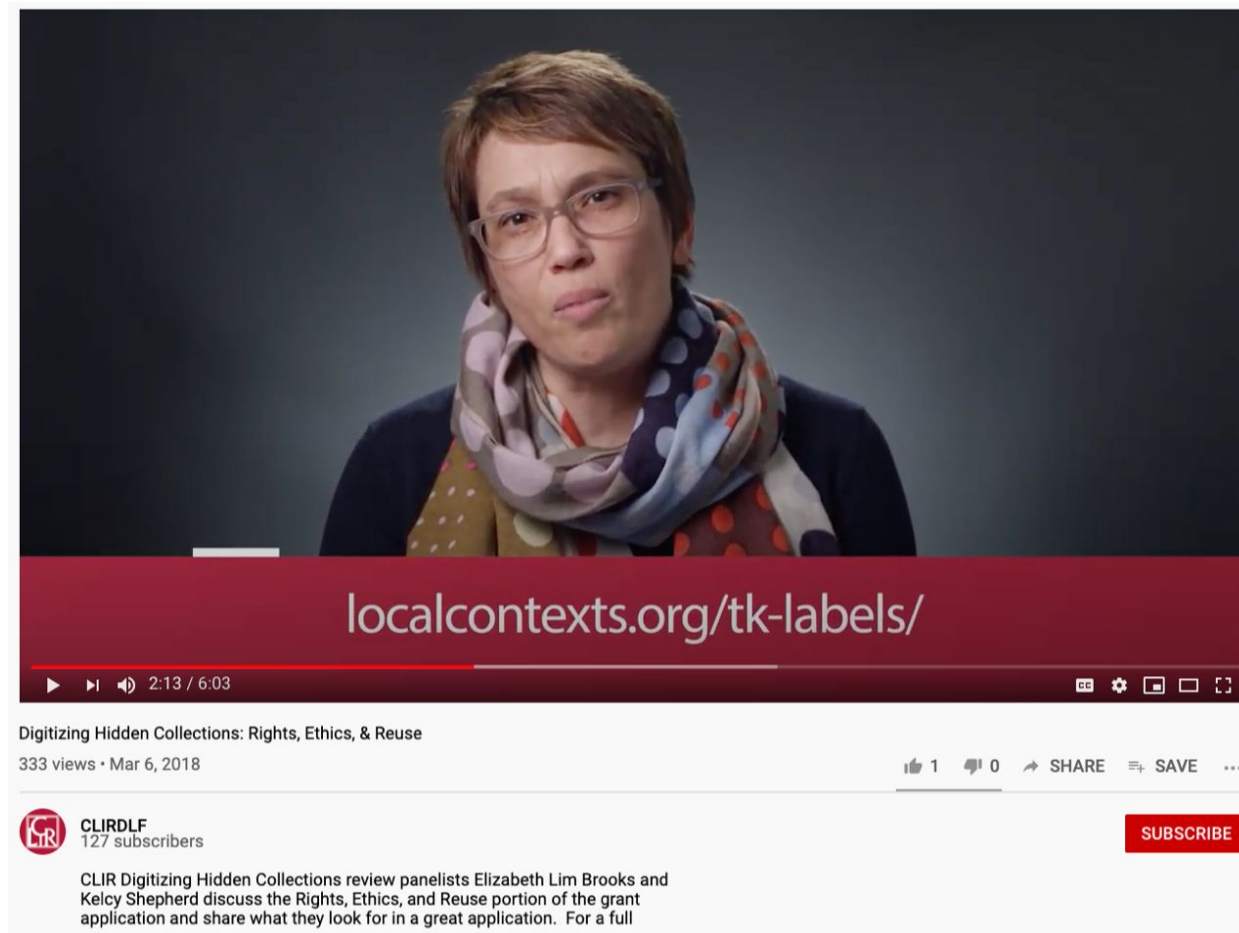 localcontexts.org/tk-labels/
2:13 / 6:03
CC
Digitizing Hidden Collections: Rights, Ethics, & Reuse
333 views • Mar 6, 2018
1
0
SHARE
SAVE
CLIR
CLIRDLF
127 subscribers
SUBSCRIBE
CLIR Digitizing Hidden Collections review panelists Elizabeth Lim Brooks and
Kelcy Shepherd discuss the Rights, Ethics, and Reuse portion of the grant
application and share what they look for in a great application. For a full